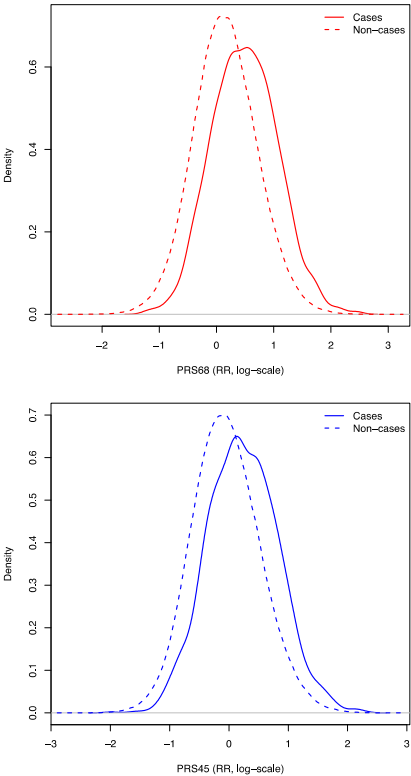 Cases
Non−cases
0.6
0.4
0.2
0.0
Density
−2 −1 0 1 2 3
PRS68 (RR, log−scale)
Cases
Non−cases
0.7
0.6
0.5
0.4
0.3
0.2
0.1
0.0
Density
−3 −2 −1 0 1 2 3
PRS45 (RR, log−scale)